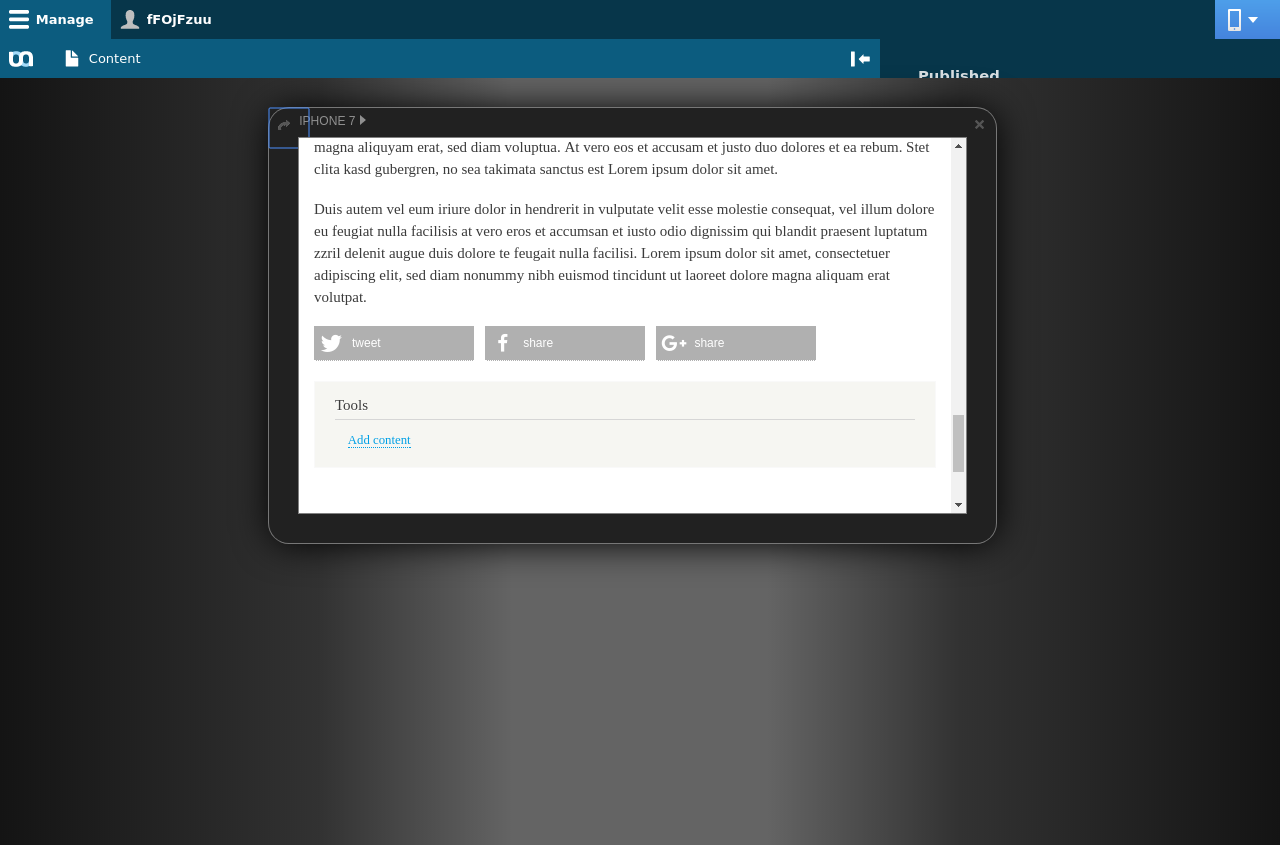 Manage
fFOjFzuu
Content
Published
IPHONE 7
magna aliquyam erat, sed diam voluptua. At vero eos et accusam et justo duo dolores et ea rebum. Stet
clita kasd gubergren, no sea takimata sanctus est Lorem ipsum dolor sit amet.
Duis autem vel eum iriure dolor in hendrerit in vulputate velit esse molestie consequat, vel illum dolore
eu feugiat nulla facilisis at vero eros et accumsan et iusto odio dignissim qui blandit praesent luptatum
zzril delenit augue duis dolore te feugait nulla facilisi. Lorem ipsum dolor sit amet, consectetuer
adipiscing elit, sed diam nonummy nibh euismod tincidunt ut laoreet dolore magna aliquam erat
volutpat.
tweet
share
share
Tools
Add content